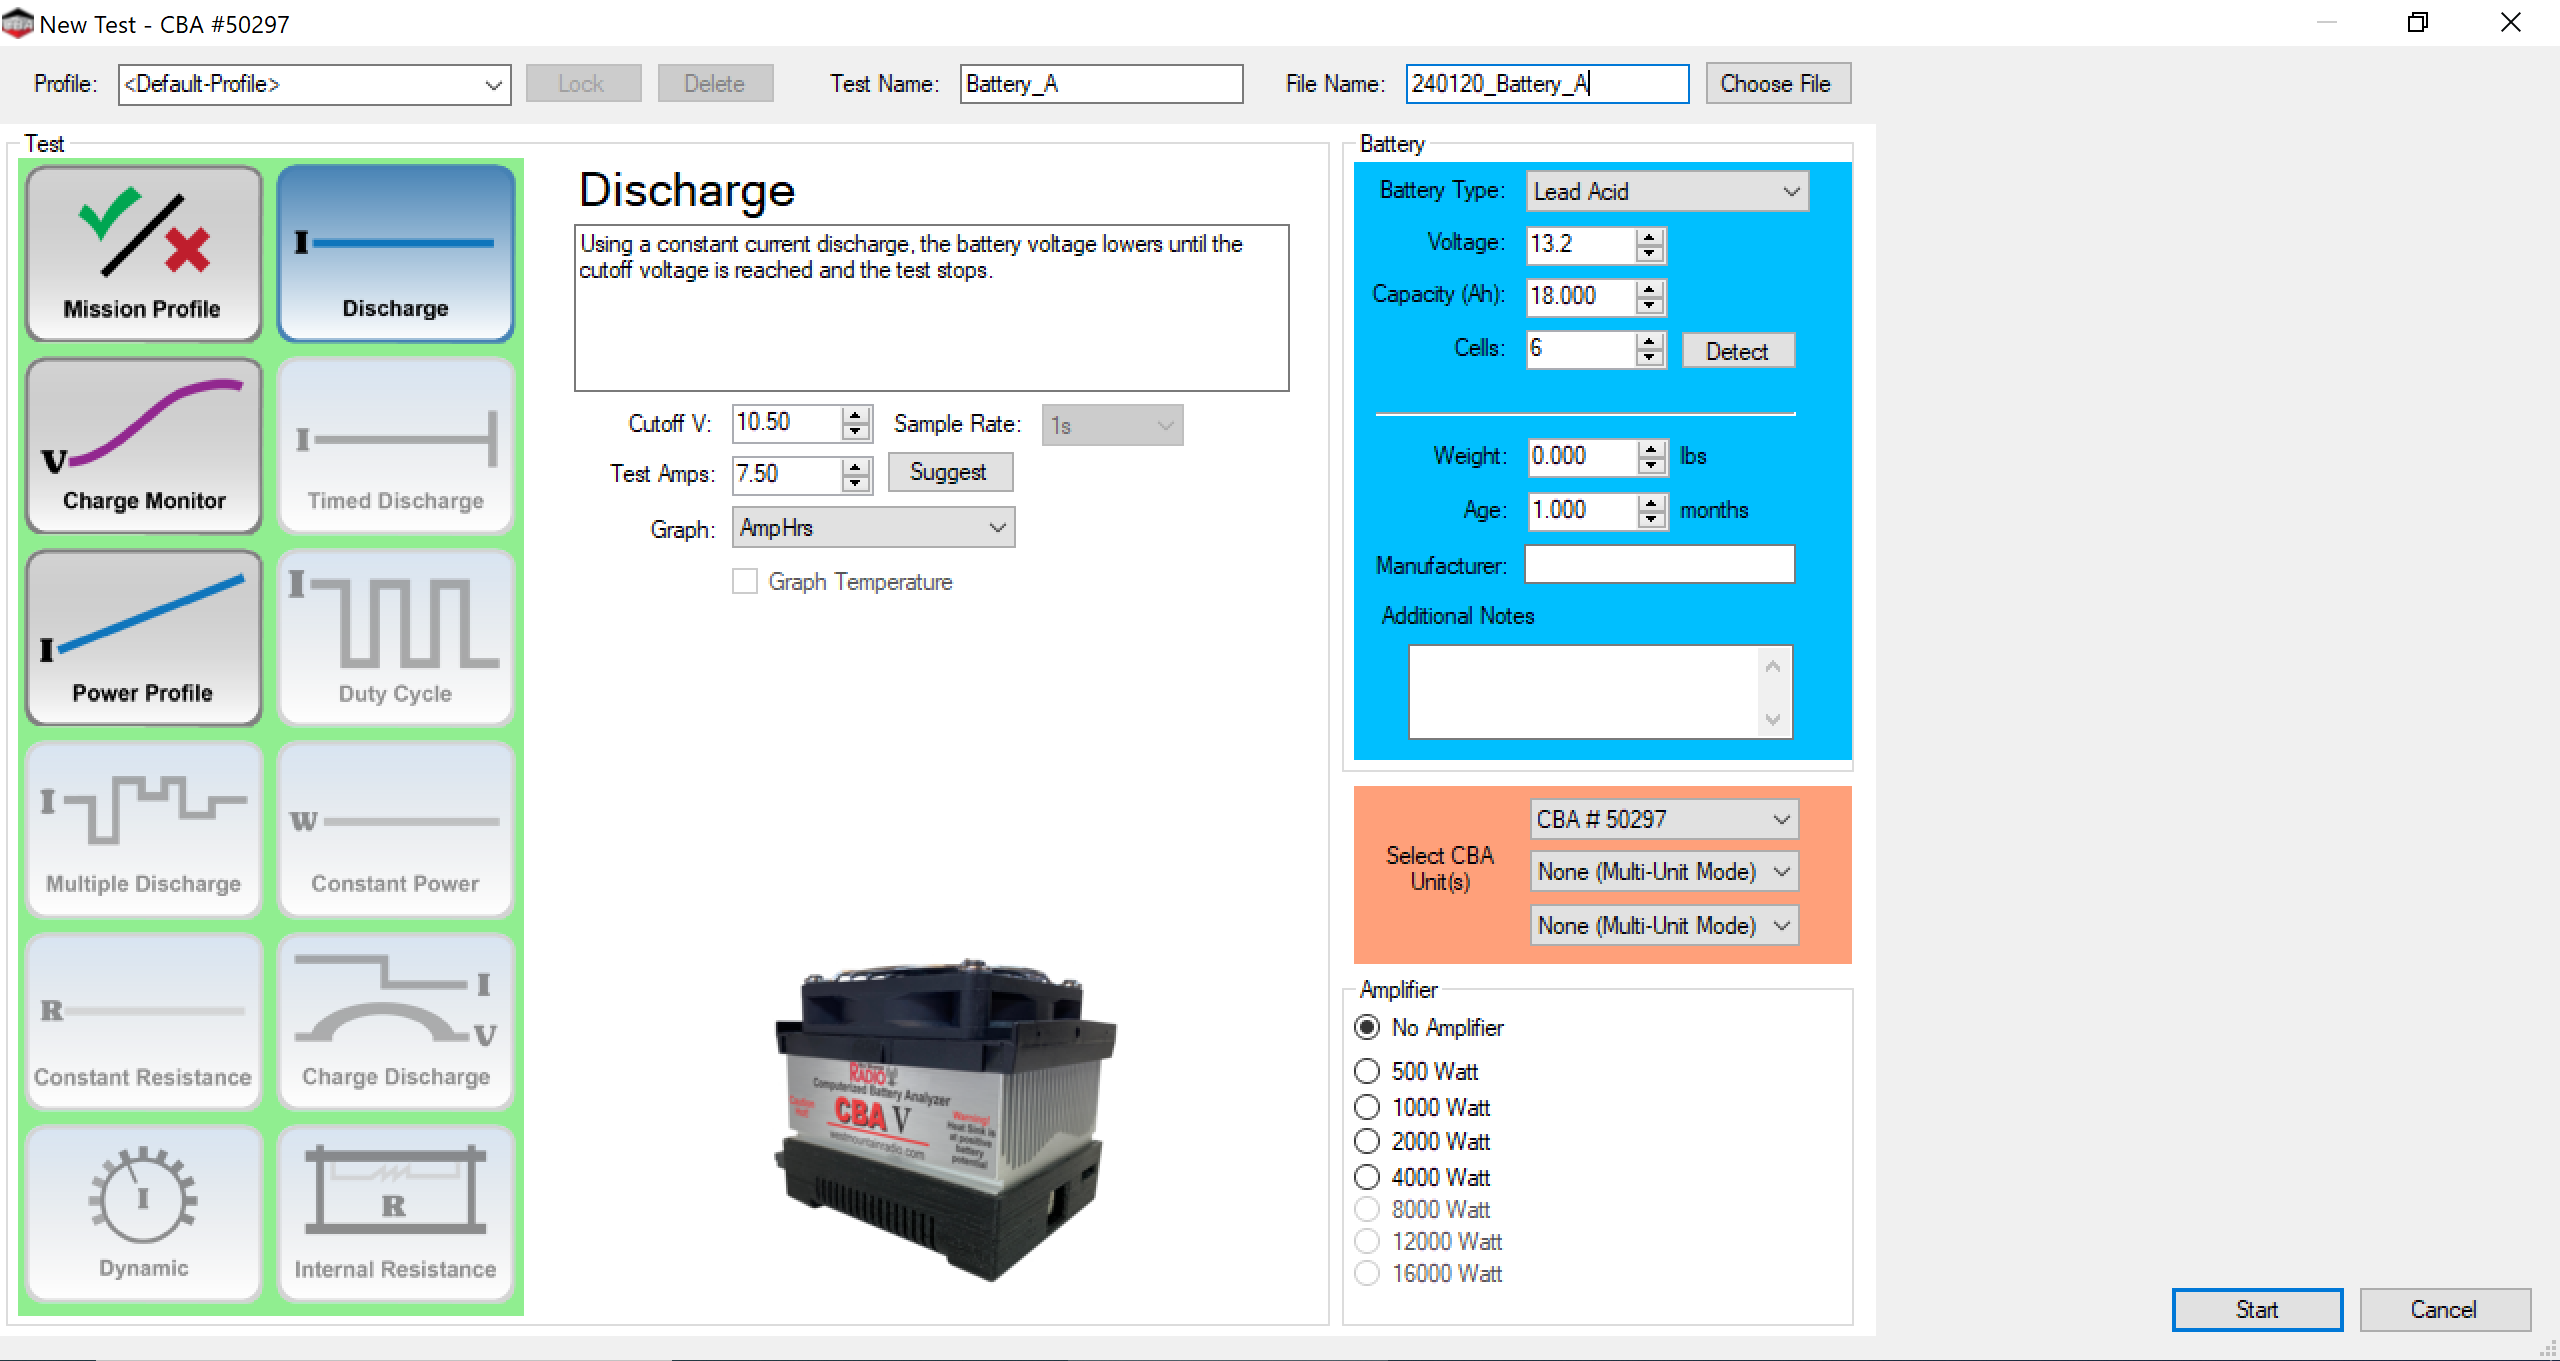 New Test - CBA #50297
Profile: <Default-Profile> Lock Delete Test Name: Battery_A File Name: 240120_Battery_A Choose File
Test
Mission Profile
Discharge
I
Charge Monitor
V
Timed Discharge
I
Power Profile
I
Duty Cycle
I
Multiple Discharge
I
Constant Power
W
Constant Resistance
R
Charge Discharge
I
V
Dynamic
I
Internal Resistance
R
Discharge
Using a constant current discharge, the battery voltage lowers until the
cutoff voltage is reached and the test stops.
Cutoff V: 10.50 Sample Rate: 1s
Test Amps: 7.50 Suggest
Graph: AmpHrs
Graph Temperature
RADIO
Computerized Battery Analyzer
CBA V
westmountainradio.com
Caution
Hot!
Warning!
Heat Sink is
at positive
battery
potential
Battery
Battery Type: Lead Acid
Voltage: 13.2
Capacity (Ah): 18.000
Cells: 6 Detect
Weight: 0.000 lbs
Age: 1.000 months
Manufacturer:
Additional Notes
Select CBA
Unit(s)
CBA # 50297
None (Multi-Unit Mode)
None (Multi-Unit Mode)
Amplifier
No Amplifier
500 Watt
1000 Watt
2000 Watt
4000 Watt
8000 Watt
12000 Watt
16000 Watt
Start Cancel